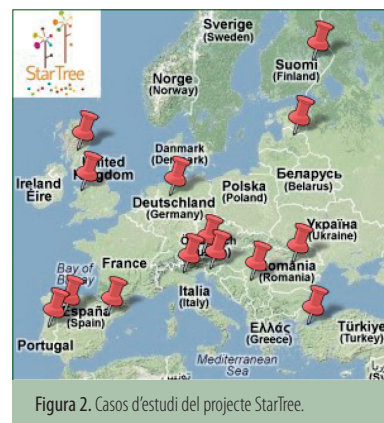 StarTree
Sverige
(Sweden)
Suomi
(Finland)
Norge
(Norway)
Danmark
(Denmark)
United
Kingdom
Ireland
Éire
Беларусь
(Belarus)
Polska
(Poland)
Deutschland
(Germany)
Україна
(Ukraine)
France
Bay of
România
(Romania)
Italia
(Italy)
España
(Spain)
Portugal
Ελλάς
(Greece)
Türkiye
(Turkey)
Mediterranean
Sea
Figura 2. Casos d'estudi del projecte StarTree.